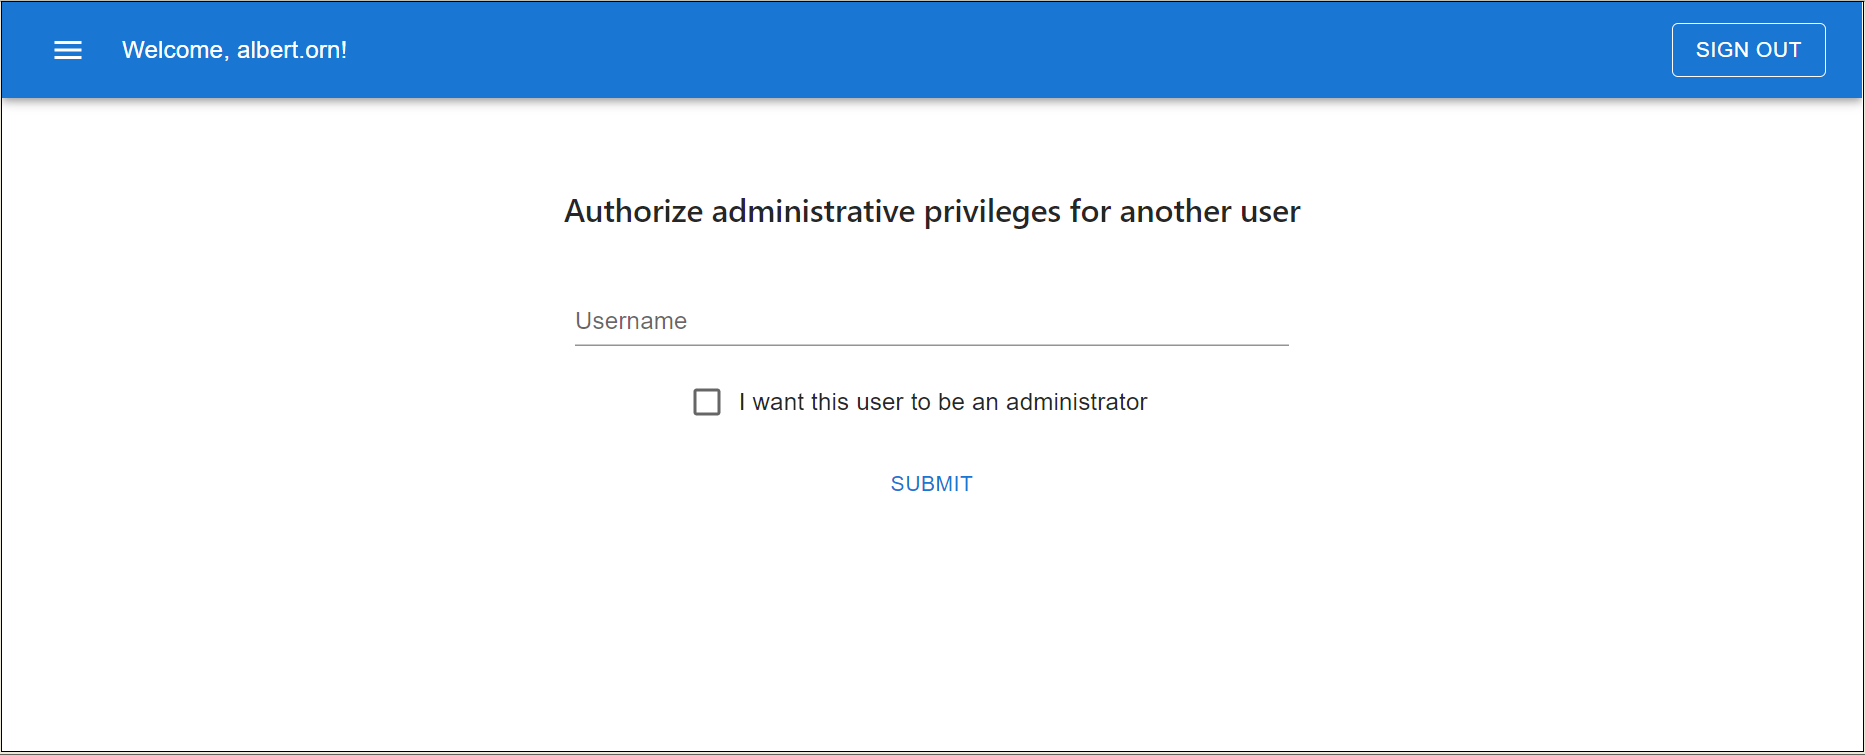 Welcome, albert.orn!
SIGN OUT
Authorize administrative privileges for another user
Username
I want this user to be an administrator
SUBMIT